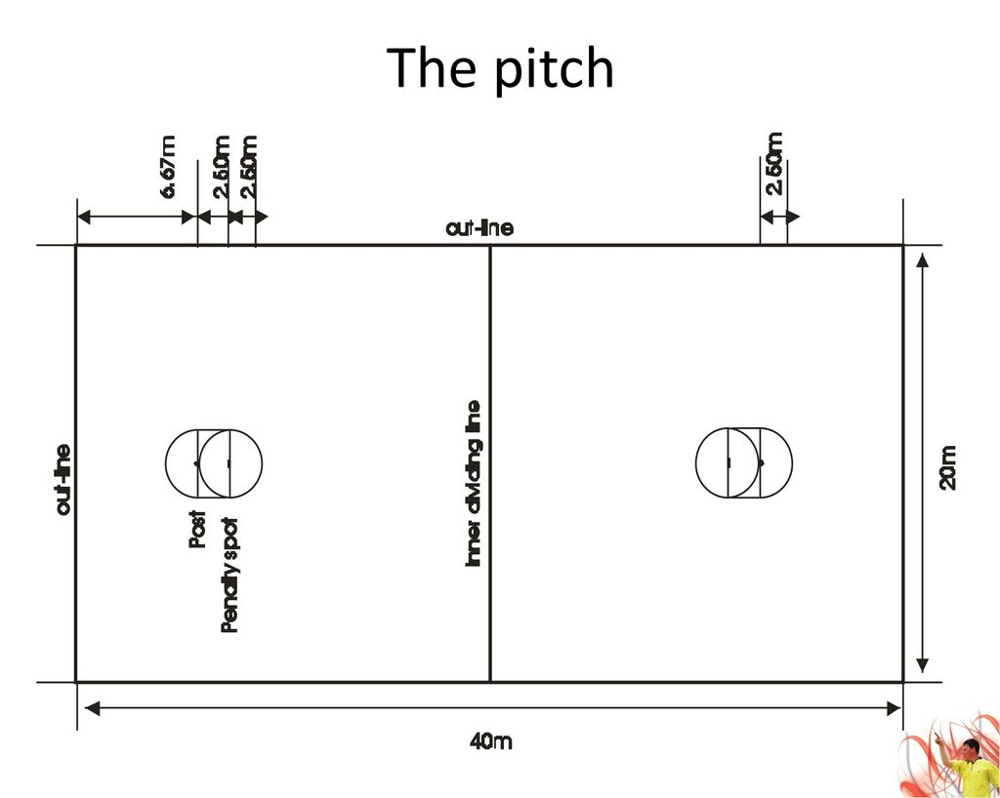 The pitch
6.67m
2.50m
2.50m
2.50m
out-line
out-line
Post
Penalty spot
Inner dividing line
20m
40m